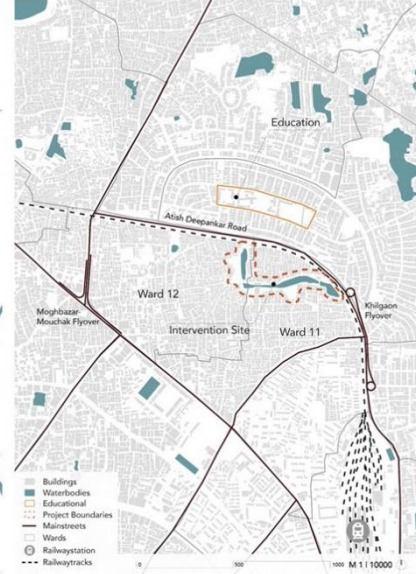 Education
Atish Deepankar Road
Ward 12
Moghbazar-
Mouchak Flyover
Khilgaon
Flyover
Intervention Site
Ward 11
Buildings
Waterbodies
Educational
Project Boundaries
Mainstreets
Wards
Railwaystation
Railwaytracks
0 500 1000 M 1 I 10000